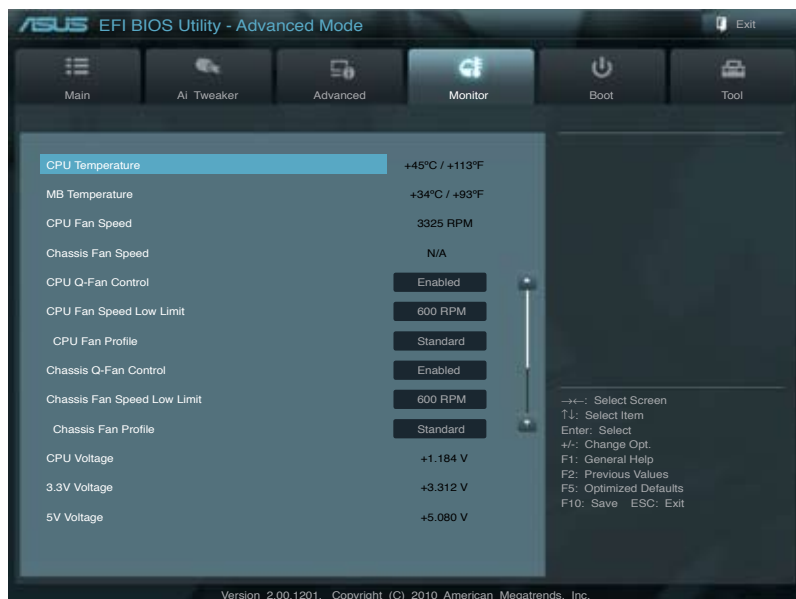 ASUS EFI BIOS Utility - Advanced Mode
Exit
Main
Ai Tweaker
Advanced
Monitor
Boot
Tool
CPU Temperature +45ºC / +113ºF
MB Temperature +34ºC / +93ºF
CPU Fan Speed 3325 RPM
Chassis Fan Speed N/A
CPU Q-Fan Control Enabled
CPU Fan Speed Low Limit 600 RPM
CPU Fan Profile Standard
Chassis Q-Fan Control Enabled
Chassis Fan Speed Low Limit 600 RPM
Chassis Fan Profile Standard
CPU Voltage +1.184 V
3.3V Voltage +3.312 V
5V Voltage +5.080 V
→←: Select Screen
↑↓: Select Item
Enter: Select
+/-: Change Opt.
F1: General Help
F2: Previous Values
F5: Optimized Defaults
F10: Save ESC: Exit
Version 2.00.1201. Copyright (C) 2010 American Megatrends, Inc.